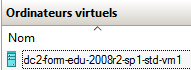 Ordinateurs virtuels
Nom
dc2-form-edu-2008r2-sp1-std-vm1